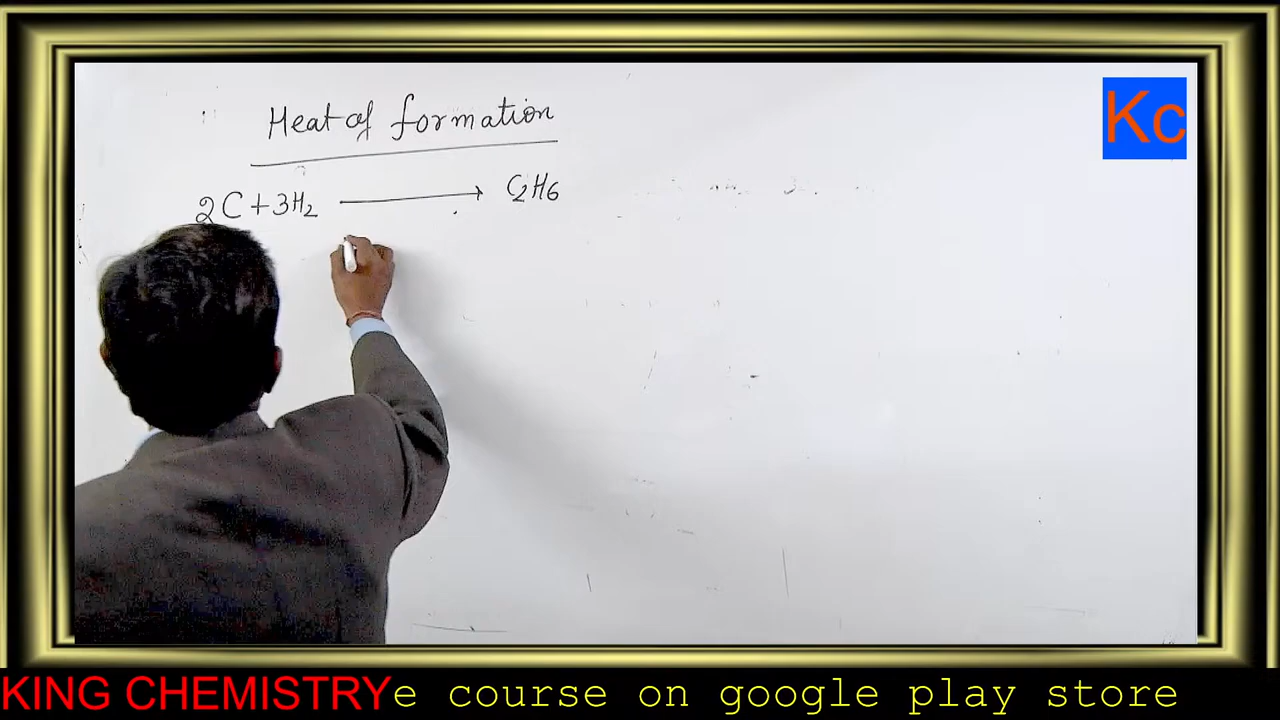 Heat of formation
Kc
2C + 3H2 ⟶ C2H6
KING CHEMISTRYe course on google play store